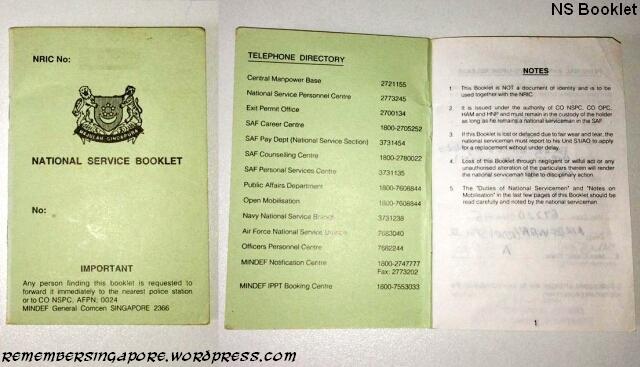 NS Booklet
NRIC No:
MAJULAH SINGAPURA
NATIONAL SERVICE BOOKLET
No:
IMPORTANT
Any person finding this booklet is requested to
forward it immediately to the nearest police station
or to CO NSPC, AFPN; 0024
MINDEF General Comcen SINGAPORE 2366
TELEPHONE DIRECTORY
Central Manpower Base 2721155
National Service Personnel Centre 2773245
Exit Permit Office 2700134
SAF Career Centre 1800-2705252
SAF Pay Dept (National Service Section) 3731454
SAF Counselling Centre 1800-2780022
SAF Personal Services Centre 3731135
Public Affairs Department 1800-7608844
Open Mobilisation 1800-7608844
Navy National Service Branch 3731238
Air Force National Service 7683040
Officers Personnel Centre 7682244
MINDEF Notification Centre 1800-2747777
Fax: 2773202
MINDEF IPPT Booking Centre 1800-7553033
NOTES
1. This Booklet is NOT a document of identity and is to be
used together with the NRIC.
2. It is issued under the authority of CO NSPC, CO OPC,
HAM and HNP and must remain in the custody of the holder
as long as he remains a national serviceman in the SAF.
3. If this Booklet is lost or defaced due to fair wear and tear, the
national serviceman must report to his Unit S1/AO to apply
for a replacement without under delay.
4. Loss of this Booklet through negligent or wilful act or any
unauthorised alteration of the particulars therein will render
the national serviceman liable to disciplinary action.
5. The "Duties of National Servicemen" and "Notes on
Mobilisation" in the last few pages of this Booklet should be
read carefully and noted by the national serviceman.
1
REMEMBERSINGAPORE.WORDPRESS.COM